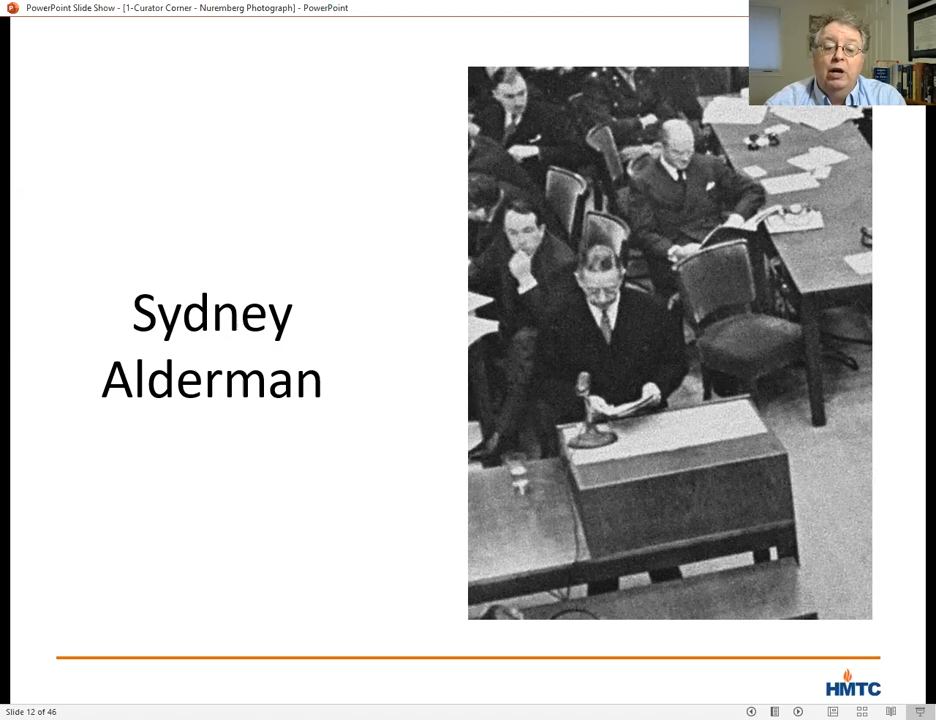 PowerPoint Slide Show - [1-Curator Corner - Nuremberg Photograph] - PowerPoint
Sydney
Alderman
HMTC
Slide 12 of 46